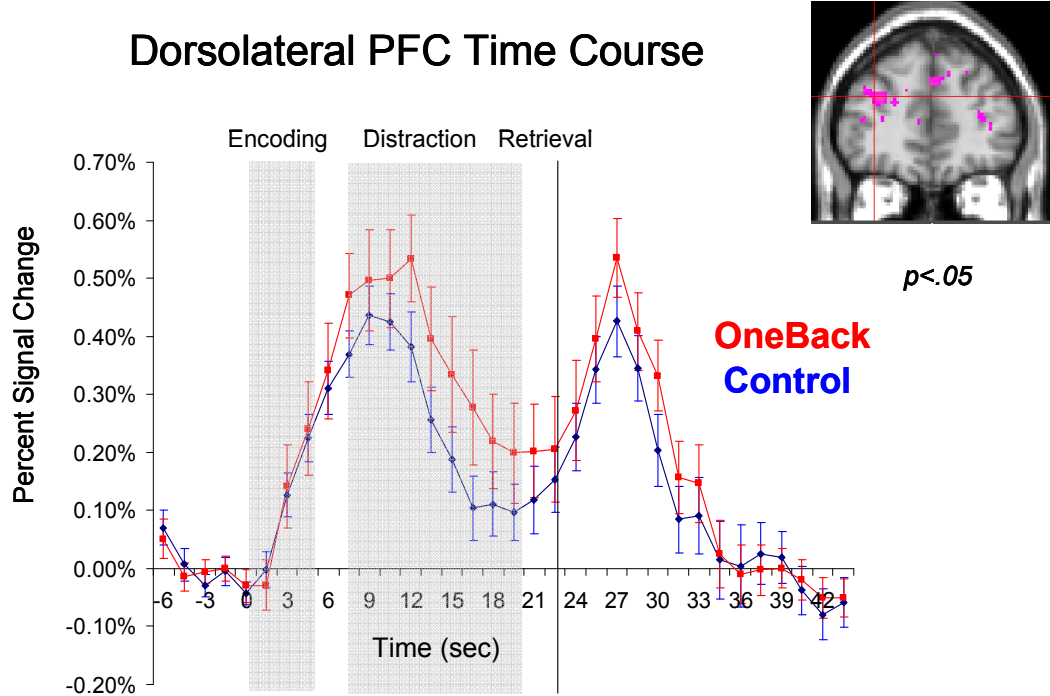 Dorsolateral PFC Time Course
Encoding Distraction Retrieval
0.70%
0.60%
0.50%
0.40%
0.30%
0.20%
0.10%
0.00%
-0.10%
-0.20%
Percent Signal Change
-6 -3 0 3 6 9 12 15 18 21 24 27 30 33 36 39 42
Time (sec)
p<.05
OneBack
Control